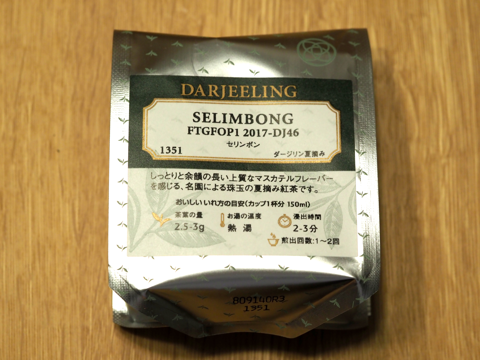 DARJEELING
SELIMBONG
FTGFOP1 2017-DJ46
セリンボン
1351 ダージリン夏摘み
しっとりと余韻の長い上質なマスカテルフレーバー
を感じる、名園による珠玉の夏摘み紅茶です。
おいしいいれ方の目安(カップ1杯分 150ml)
茶葉の量 お湯の温度 浸出時間
2.5-3g 熱湯 2-3分
煎出回数:1〜2回
B09IGOR3
1351